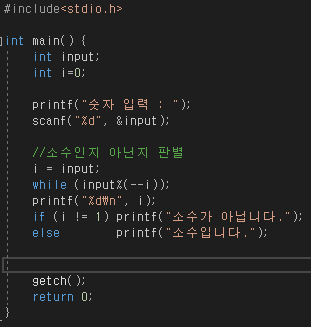 #include<stdio.h>
int main() {
int input;
int i=0;
printf("숫자 입력 : ");
scanf("%d", &input);
//소수인지 아닌지 판별
i = input;
while (input%(--i));
printf("%d₩n", i);
if (i != 1) printf("소수가 아닙니다.");
else printf("소수입니다.");
getch();
return 0;
}